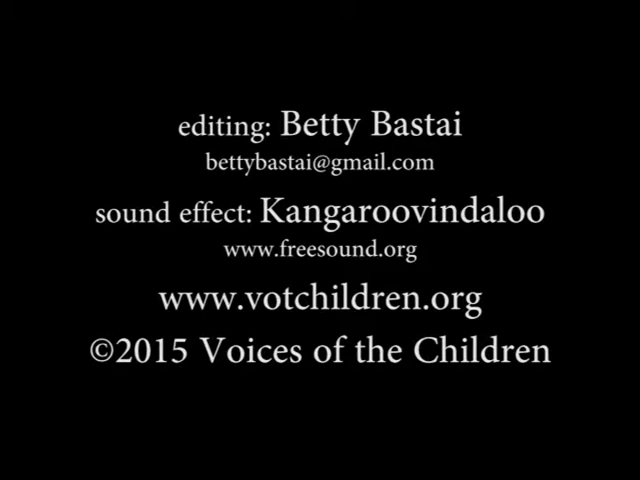 editing: Betty Bastai
bettybastai@gmail.com
sound effect: Kangaroovindaloo
www.freesound.org
www.votchildren.org
©2015 Voices of the Children